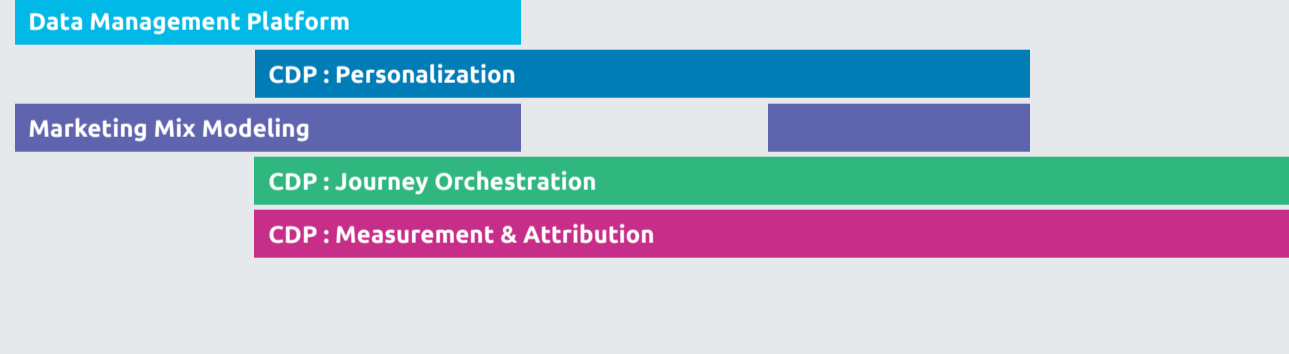 Data Management Platform
CDP : Personalization
Marketing Mix Modeling
CDP : Journey Orchestration
CDP : Measurement & Attribution